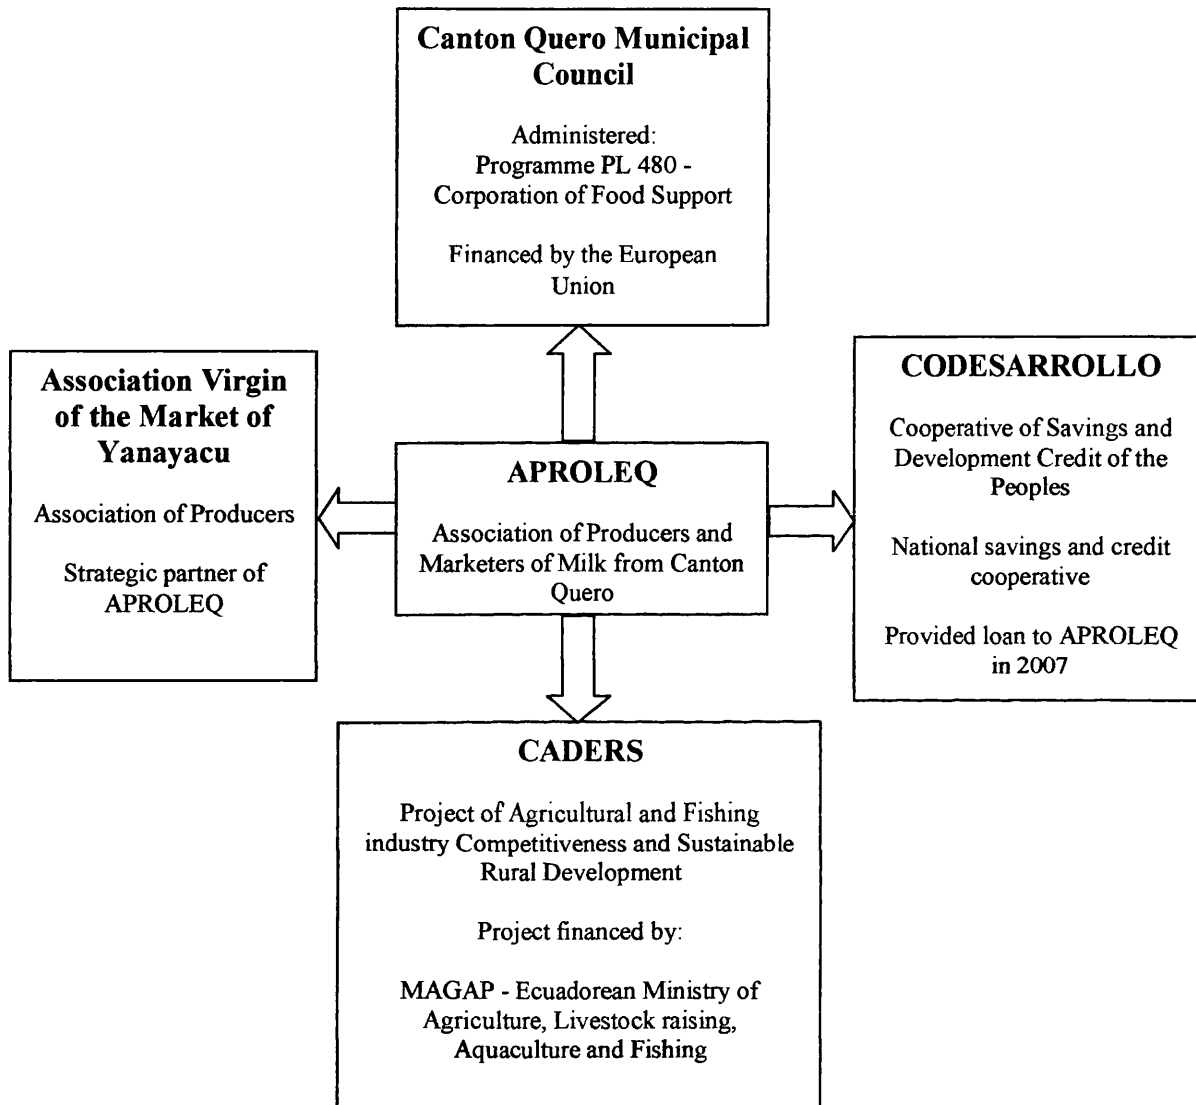 Canton Quero Municipal
Council
Administered:
Programme PL 480 -
Corporation of Food Support
Financed by the European
Union
Association Virgin
of the Market of
Yanayacu
Association of Producers
Strategic partner of
APROLEQ
APROLEQ
Association of Producers and
Marketers of Milk from Canton
Quero
CODESARROLLO
Cooperative of Savings and
Development Credit of the
Peoples
National savings and credit
cooperative
Provided loan to APROLEQ
in 2007
CADERS
Project of Agricultural and Fishing
industry Competitiveness and Sustainable
Rural Development
Project financed by:
MAGAP - Ecuadorean Ministry of
Agriculture, Livestock raising,
Aquaculture and Fishing